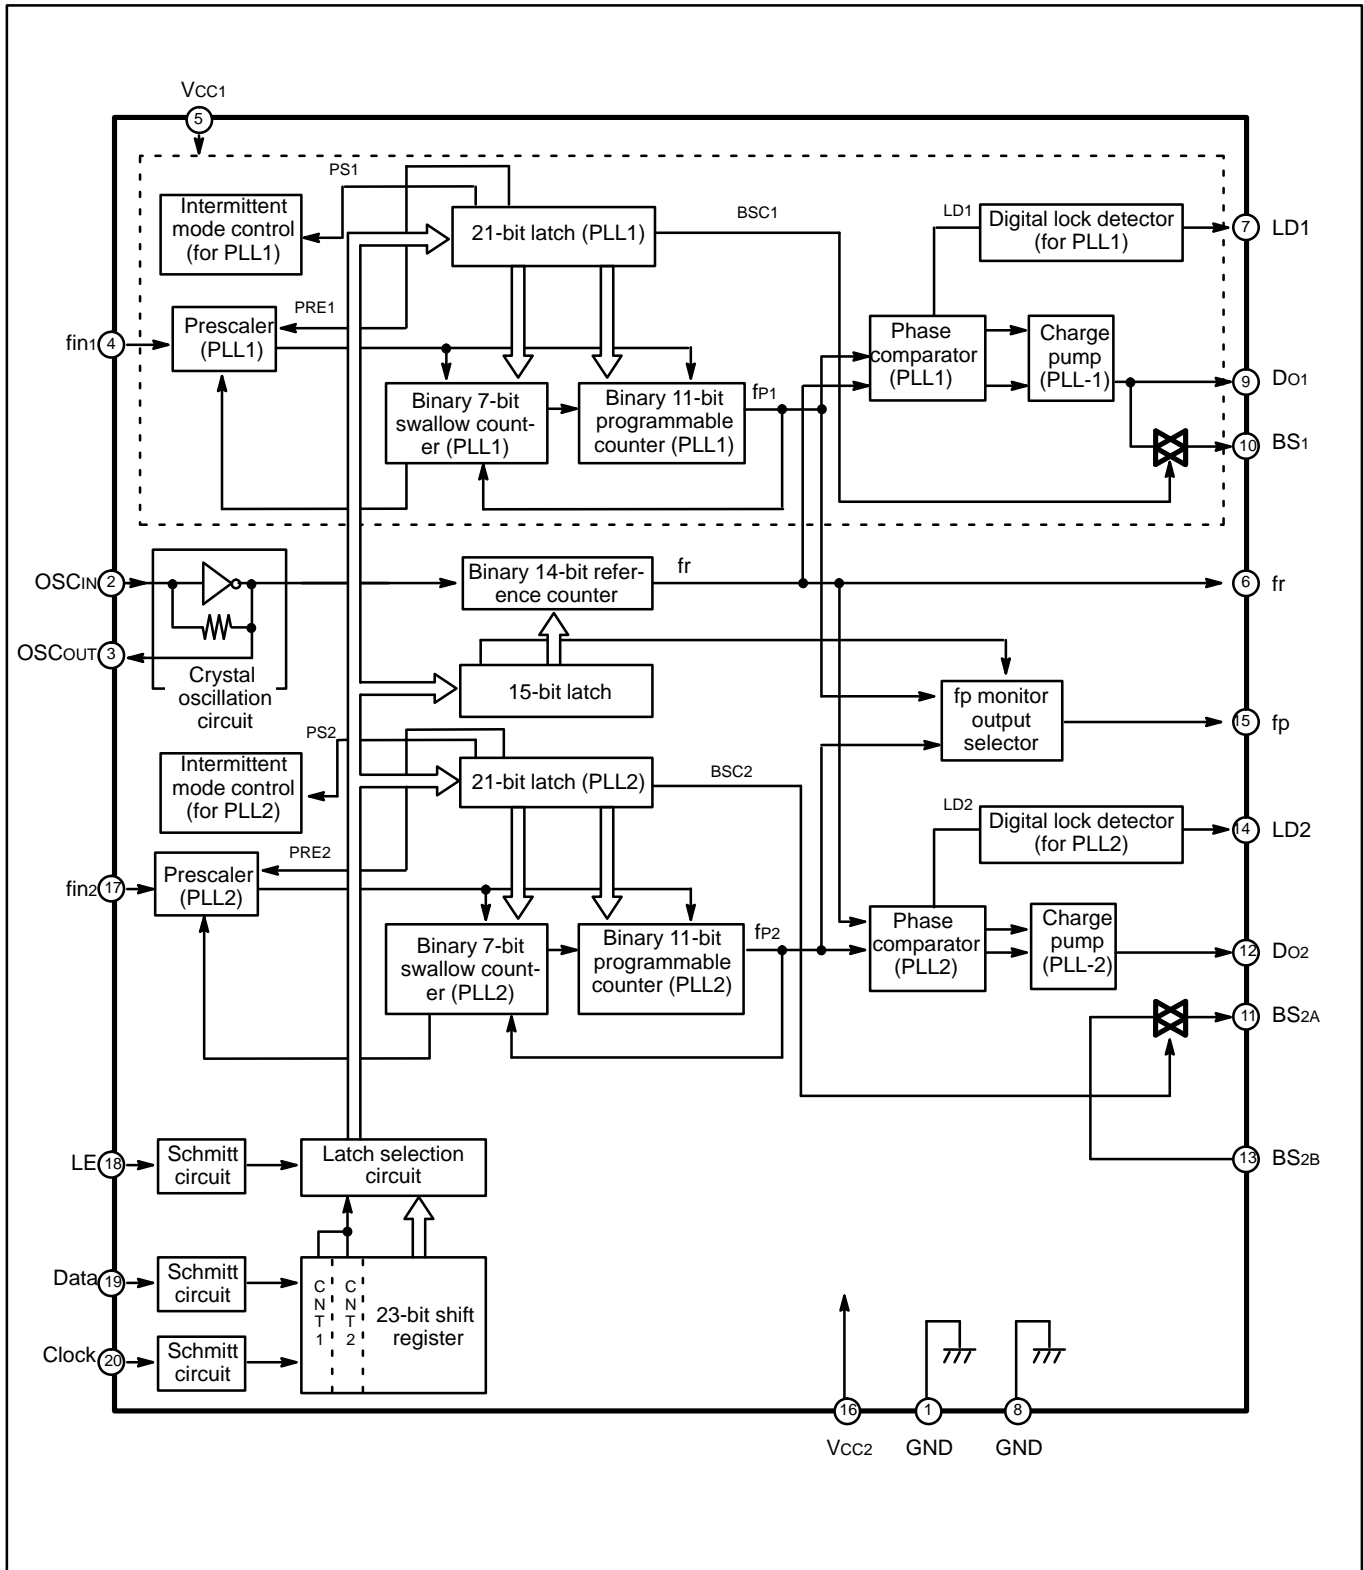 VCC1
5
PS1
Intermittent
mode control
(for PLL1)
21-bit latch (PLL1)
BSC1
LD1
Digital lock detector
(for PLL1)
7
LD1
PRE1
fin1
4
Prescaler
(PLL1)
Phase
comparator
(PLL1)
Charge
pump
(PLL-1)
Binary 7-bit
swallow count-
er (PLL1)
Binary 11-bit
programmable
counter (PLL1)
fP1
9
DO1
10
BS1
OSCIN
2
Binary 14-bit refer-
ence counter
fr
6
fr
OSCOUT
3
Crystal
oscillation
circuit
15-bit latch
fp monitor
output
selector
15
fp
PS2
Intermittent
mode control
(for PLL2)
21-bit latch (PLL2)
BSC2
LD2
Digital lock detector
(for PLL2)
14
LD2
PRE2
fin2
17
Prescaler
(PLL2)
Binary 7-bit
swallow count-
er (PLL2)
Binary 11-bit
programmable
counter (PLL2)
fP2
Phase
comparator
(PLL2)
Charge
pump
(PLL-2)
12
DO2
11
BS2A
LE
18
Schmitt
circuit
Latch selection
circuit
13
BS2B
Data
19
Schmitt
circuit
CNT1
CNT2
23-bit shift
register
Clock
20
Schmitt
circuit
16
1
8
VCC2
GND
GND